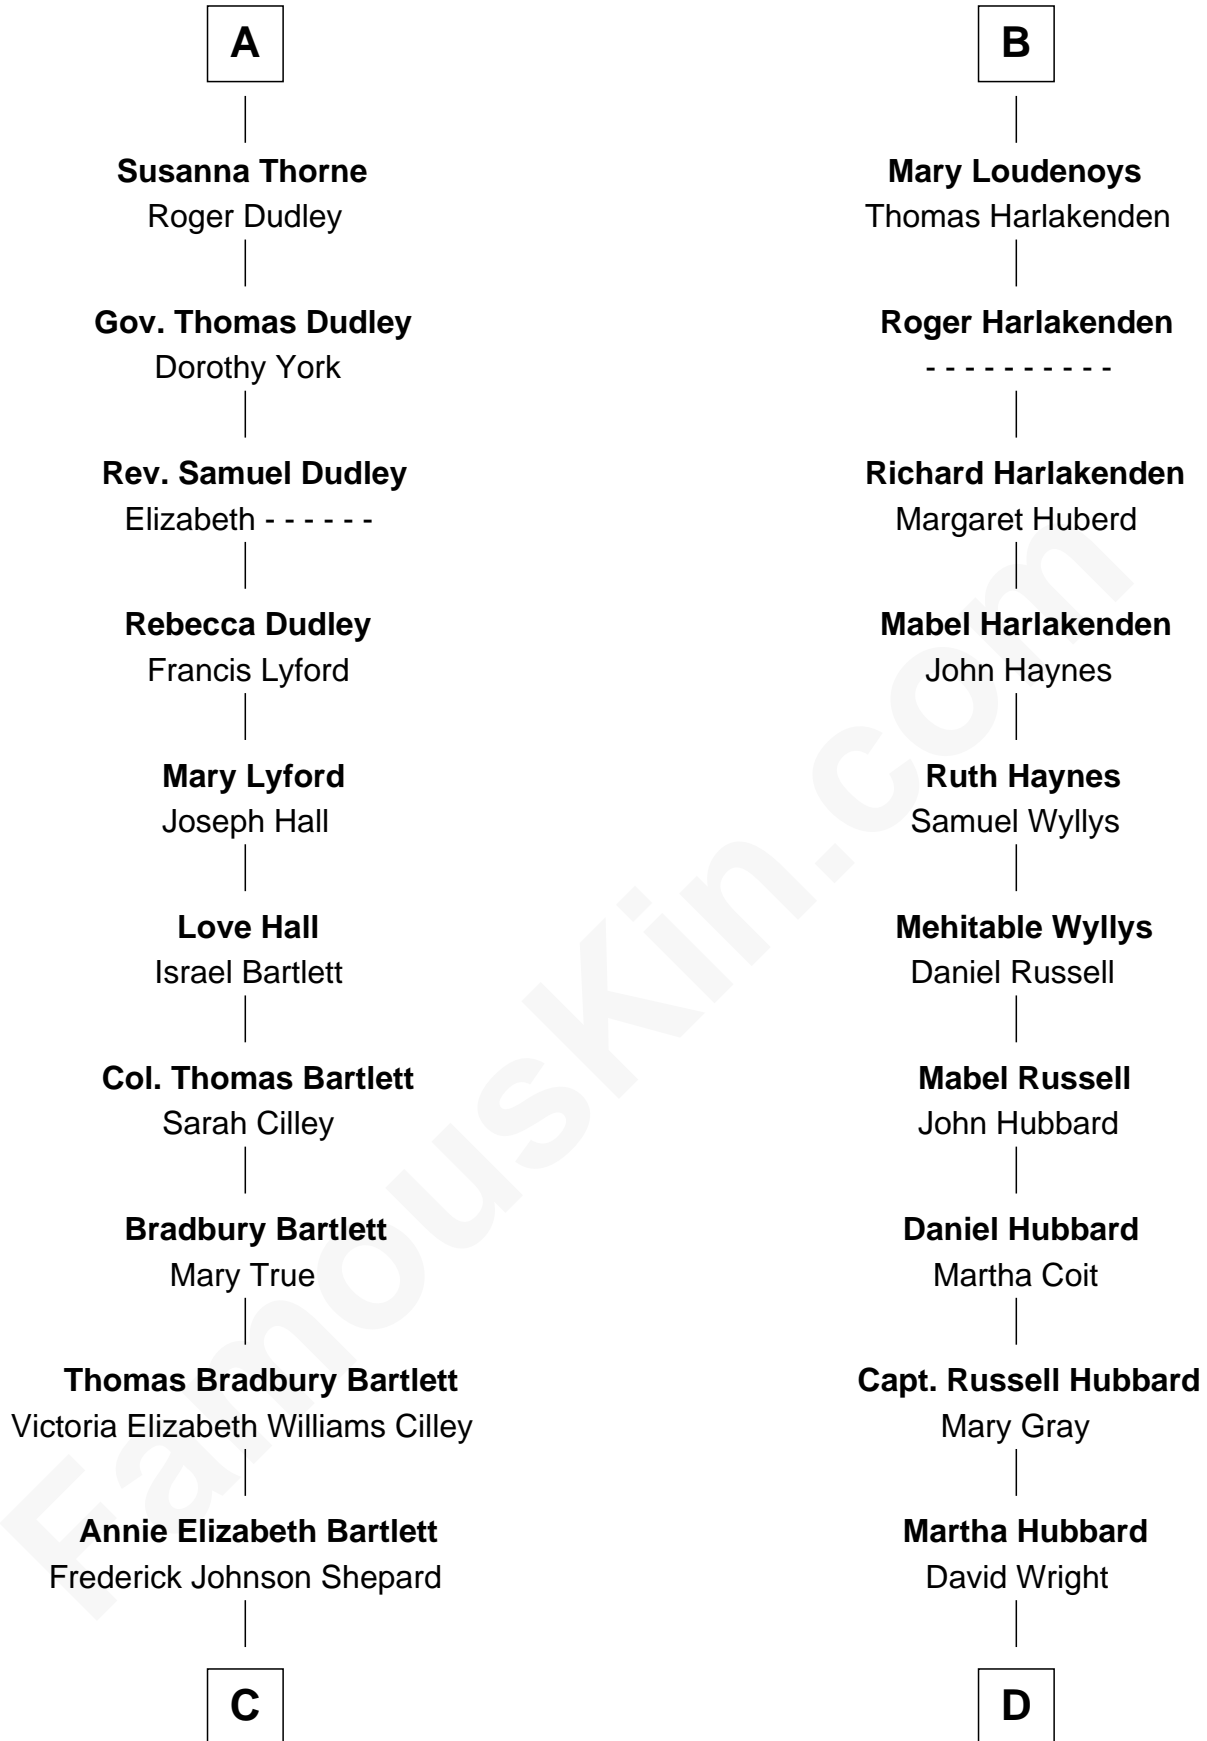 A
Susanna Thorne
Roger Dudley
Gov. Thomas Dudley
Dorothy York
Rev. Samuel Dudley
Elizabeth - - - - - -
Rebecca Dudley
Francis Lyford
Mary Lyford
Joseph Hall
Love Hall
Israel Bartlett
Col. Thomas Bartlett
Sarah Cilley
Bradbury Bartlett
Mary True
Thomas Bradbury Bartlett
Victoria Elizabeth Williams Cilley
Annie Elizabeth Bartlett
Frederick Johnson Shepard
C
B
Mary Loudenoys
Thomas Harlakenden
Roger Harlakenden
- - - - - - - - - -
Richard Harlakenden
Margaret Huberd
Mabel Harlakenden
John Haynes
Ruth Haynes
Samuel Wyllys
Mehitable Wyllys
Daniel Russell
Mabel Russell
John Hubbard
Daniel Hubbard
Martha Coit
Capt. Russell Hubbard
Mary Gray
Martha Hubbard
David Wright
D
FamousKin.com